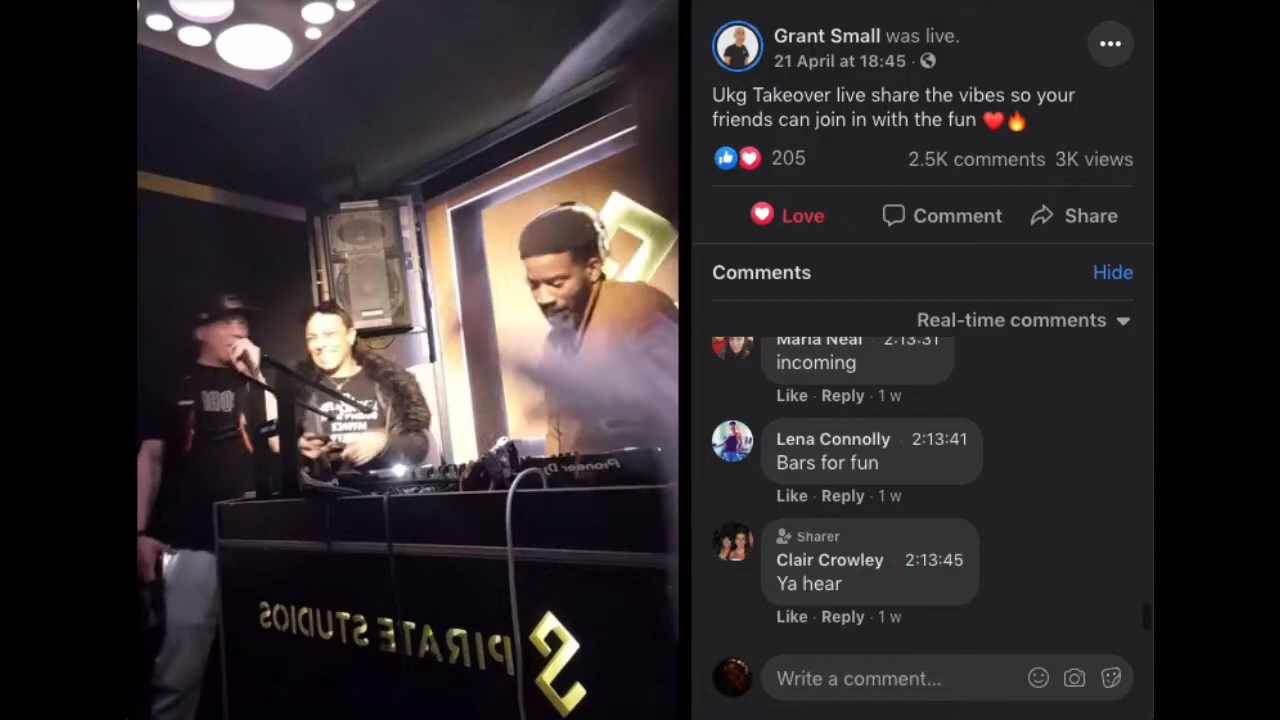 Grant Small was live.
21 April at 18:45
Ukg Takeover live share the vibes so your
friends can join in with the fun ❤️🔥
205
2.5K comments 3K views
Love Comment Share
Comments Hide
Real-time comments
Maria Neal 2:13:31
incoming
Like · Reply · 1 w
Lena Connolly 2:13:41
Bars for fun
Like · Reply · 1 w
Sharer
Clair Crowley 2:13:45
Ya hear
Like · Reply · 1 w
Write a comment...
Pioneer Dj
PIRATE STUDIOS